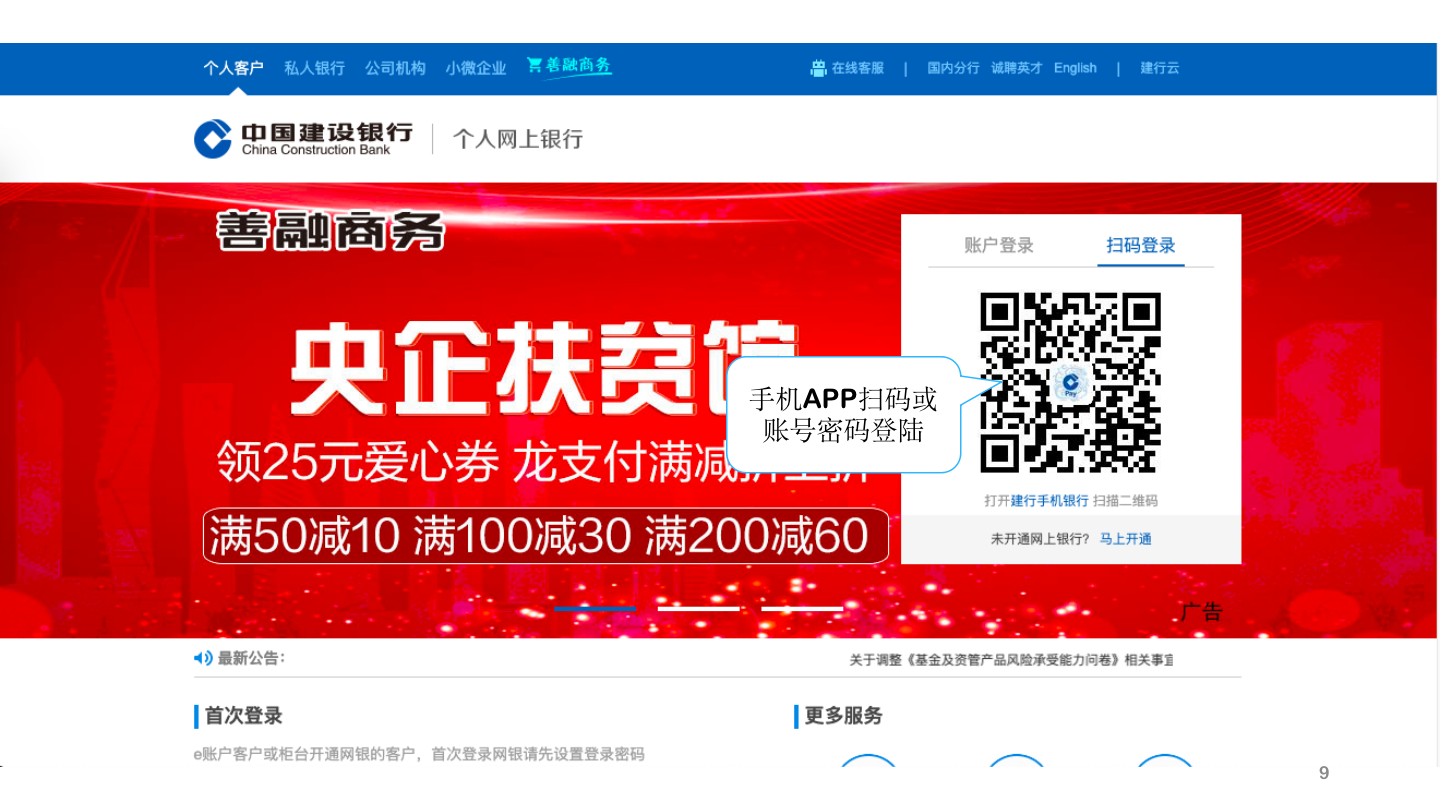 个人客户 私人银行 公司机构 小微企业 善融商务 在线客服 | 国内分行 诚聘英才 English | 建行云
中国建设银行
China Construction Bank
个人网上银行
善融商务
央企扶贫馆
领25元爱心券 龙支付满减折上折
满50减10 满100减30 满200减60
账户登录 扫码登录
Pay
手机APP扫码或
账号密码登陆
打开建行手机银行 扫描二维码
未开通网上银行? 马上开通
广告
最新公告:
关于调整《基金及资管产品风险承受能力问卷》相关事宜
首次登录
e账户客户或柜台开通网银的客户，首次登录网银请先设置登录密码
更多服务
9